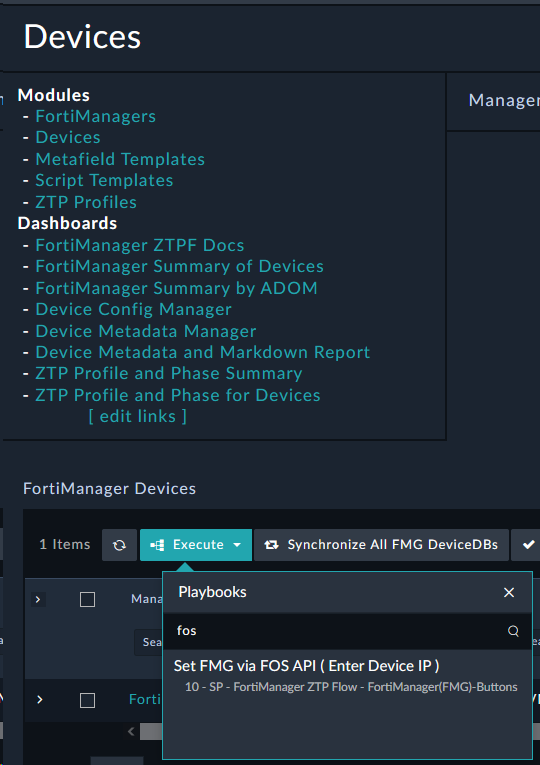 Devices
Modules
- FortiManagers
- Devices
- Metafield Templates
- Script Templates
- ZTP Profiles
Dashboards
- FortiManager ZTPF Docs
- FortiManager Summary of Devices
- FortiManager Summary by ADOM
- Device Config Manager
- Device Metadata Manager
- Device Metadata and Markdown Report
- ZTP Profile and Phase Summary
- ZTP Profile and Phase for Devices
[ edit links ]
Manager
FortiManager Devices
1 Items Execute Synchronize All FMG DeviceDBs
Mana
Sea
Forti
Playbooks
fos
Set FMG via FOS API ( Enter Device IP )
10 - SP - FortiManager ZTP Flow - FortiManager(FMG)-Buttons